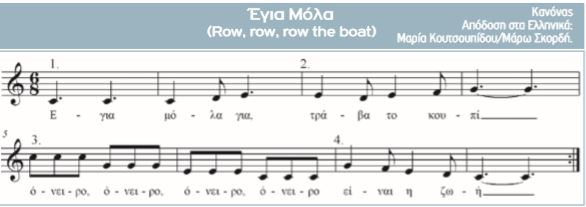 Έγια Μόλα
(Row, row, row the boat)
Κανόνας
Απόδοση στα Ελληνικά:
Μαρία Κουτσουπίδου/Μάρω Σκορδή.
1. 2.
Ε - για μό - λα για, τρά - βα το κου - πί
5 3. 4.
ό - νει - ρο, ό - νει - ρο, ό - νει - ρο, ό - νει - ρο εί - ναι η ζω - ή